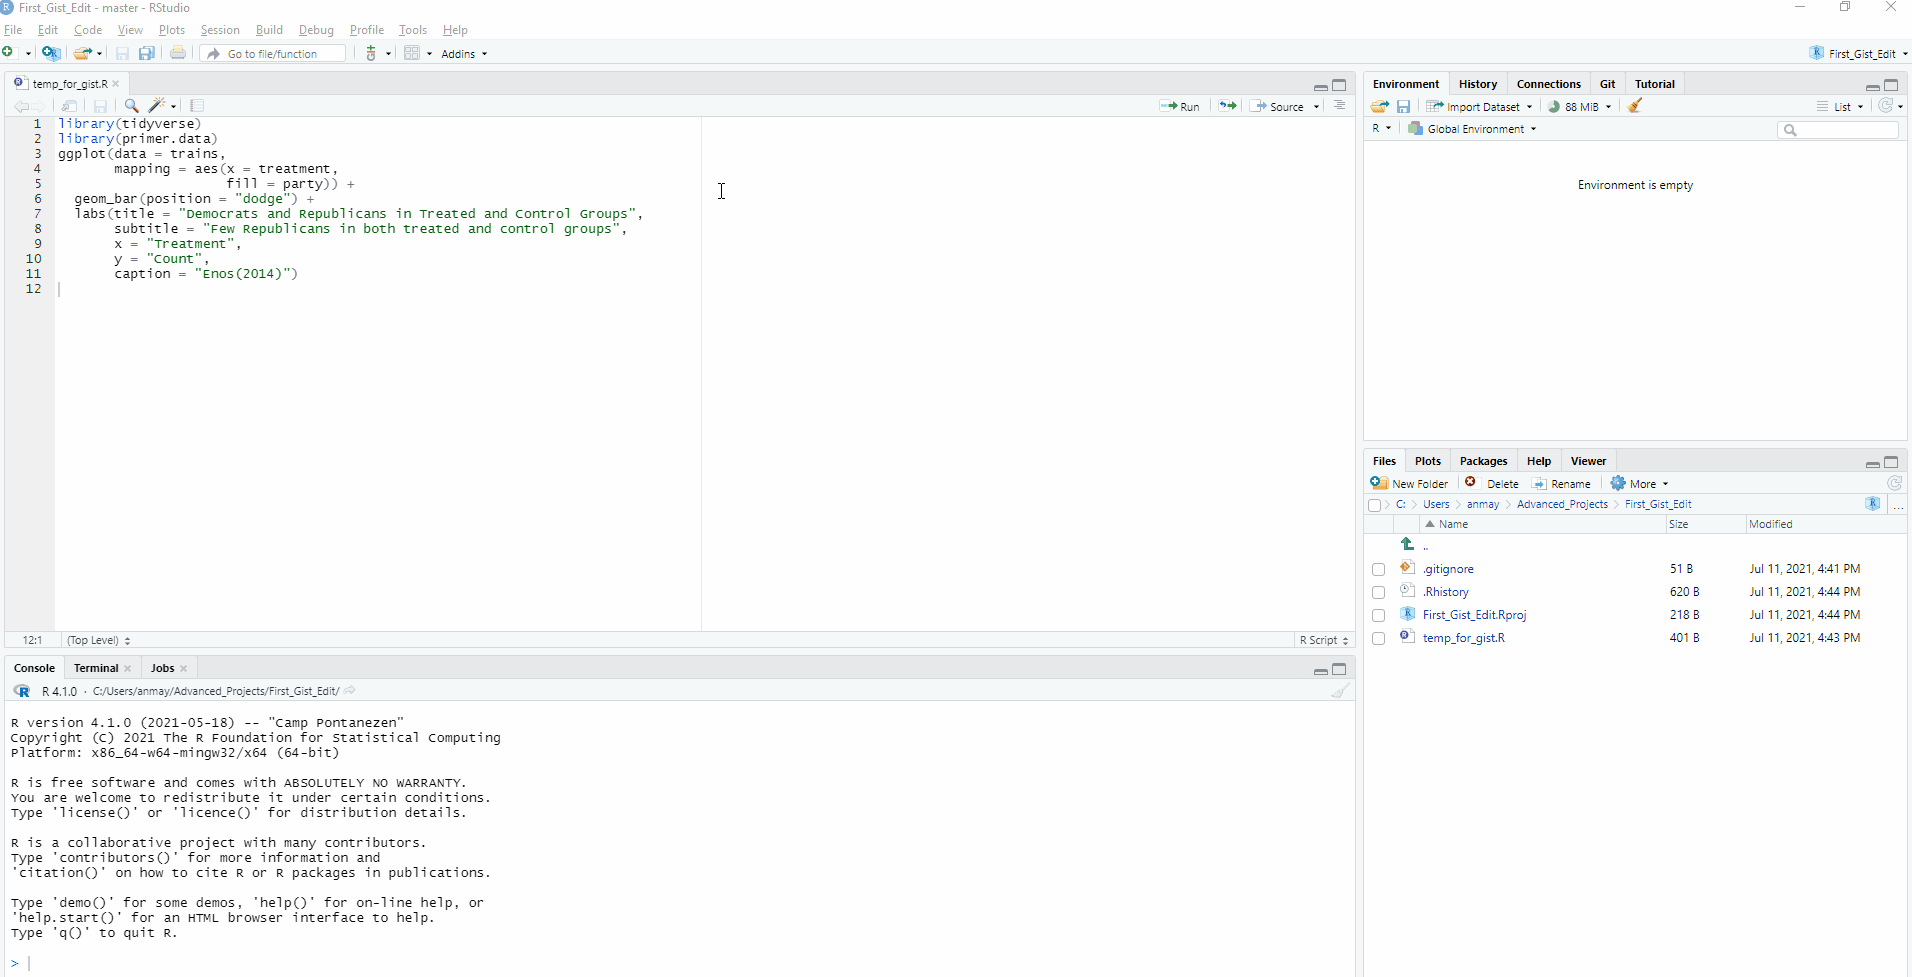 First_Gist_Edit - master - RStudio
File Edit Code View Plots Session Build Debug Profile Tools Help
Go to file/function Addins First_Gist_Edit
temp_for_gist.R
Run Source
1 library(tidyverse)
2 library(primer.data)
3 ggplot(data = trains,
4 mapping = aes(x = treatment,
5 fill = party)) +
6 geom_bar(position = "dodge") +
7 labs(title = "Democrats and Republicans in Treated and Control Groups",
8 subtitle = "Few Republicans in both treated and control groups",
9 x = "Treatment",
10 y = "Count",
11 caption = "Enos(2014)")
12
12:1 (Top Level) R Script
Console Terminal Jobs
R 4.1.0 · C:/Users/anmay/Advanced_Projects/First_Gist_Edit/
R version 4.1.0 (2021-05-18) -- "Camp Pontanezen"
Copyright (C) 2021 The R Foundation for Statistical Computing
Platform: x86_64-w64-mingw32/x64 (64-bit)
R is free software and comes with ABSOLUTELY NO WARRANTY.
You are welcome to redistribute it under certain conditions.
Type 'license()' or 'licence()' for distribution details.
R is a collaborative project with many contributors.
Type 'contributors()' for more information and
'citation()' on how to cite R or R packages in publications.
Type 'demo()' for some demos, 'help()' for on-line help, or
'help.start()' for an HTML browser interface to help.
Type 'q()' to quit R.
>
Environment History Connections Git Tutorial
Import Dataset 88 MiB List
R Global Environment
Environment is empty
Files Plots Packages Help Viewer
New Folder Delete Rename More
C: Users anmay Advanced_Projects First_Gist_Edit ...
Name Size Modified
..
.gitignore 51 B Jul 11, 2021, 4:41 PM
.Rhistory 620 B Jul 11, 2021, 4:44 PM
First_Gist_Edit.Rproj 218 B Jul 11, 2021, 4:44 PM
temp_for_gist.R 401 B Jul 11, 2021, 4:43 PM